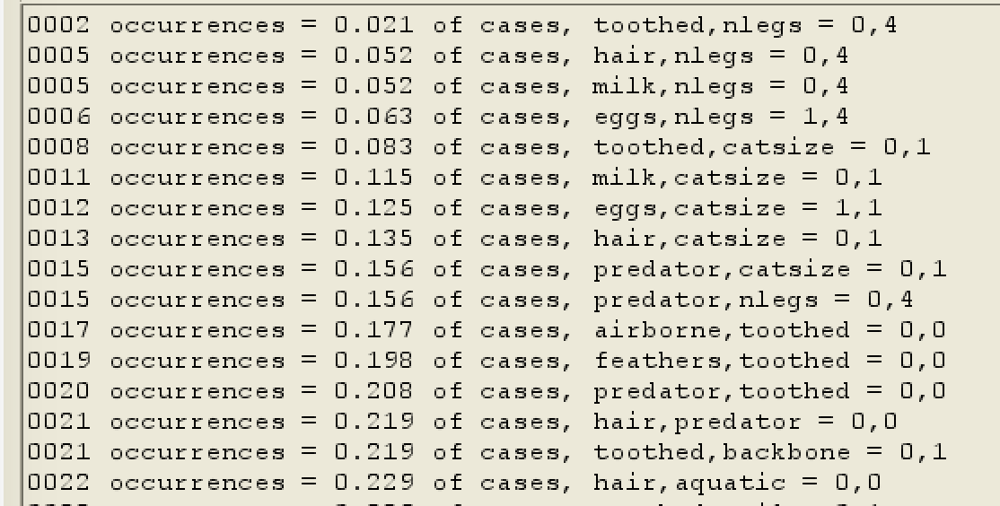 0002 occurrences = 0.021 of cases, toothed,nlegs = 0,4
0005 occurrences = 0.052 of cases, hair,nlegs = 0,4
0005 occurrences = 0.052 of cases, milk,nlegs = 0,4
0006 occurrences = 0.063 of cases, eggs,nlegs = 1,4
0008 occurrences = 0.083 of cases, toothed,catsize = 0,1
0011 occurrences = 0.115 of cases, milk,catsize = 0,1
0012 occurrences = 0.125 of cases, eggs,catsize = 1,1
0013 occurrences = 0.135 of cases, hair,catsize = 0,1
0015 occurrences = 0.156 of cases, predator,catsize = 0,1
0015 occurrences = 0.156 of cases, predator,nlegs = 0,4
0017 occurrences = 0.177 of cases, airborne,toothed = 0,0
0019 occurrences = 0.198 of cases, feathers,toothed = 0,0
0020 occurrences = 0.208 of cases, predator,toothed = 0,0
0021 occurrences = 0.219 of cases, hair,predator = 0,0
0021 occurrences = 0.219 of cases, toothed,backbone = 0,1
0022 occurrences = 0.229 of cases, hair,aquatic = 0,0